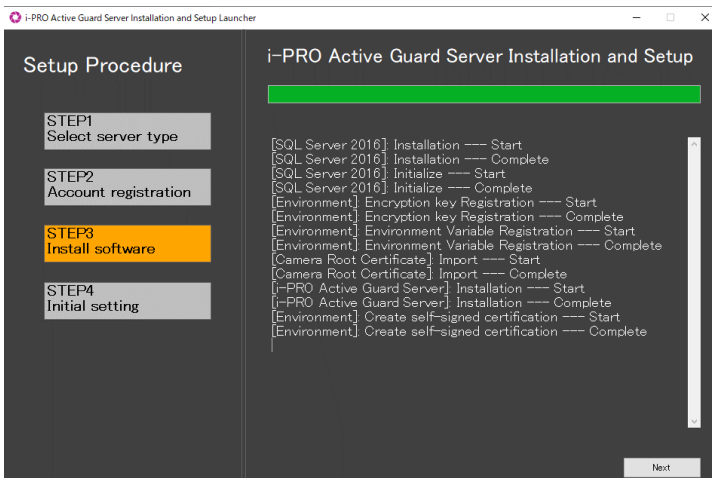 i-PRO Active Guard Server Installation and Setup Launcher
Setup Procedure
STEP1
Select server type
STEP2
Account registration
STEP3
Install software
STEP4
Initial setting
i-PRO Active Guard Server Installation and Setup
[SQL Server 2016]: Installation --- Start
[SQL Server 2016]: Installation --- Complete
[SQL Server 2016]: Initialize --- Start
[SQL Server 2016]: Initialize --- Complete
[Environment]: Encryption key Registration --- Start
[Environment]: Encryption key Registration --- Complete
[Environment]: Environment Variable Registration --- Start
[Environment]: Environment Variable Registration --- Complete
[Camera Root Certificate]: Import --- Start
[Camera Root Certificate]: Import --- Complete
[i-PRO Active Guard Server]: Installation --- Start
[i-PRO Active Guard Server]: Installation --- Complete
[Environment]: Create self-signed certification --- Start
[Environment]: Create self-signed certification --- Complete
Next